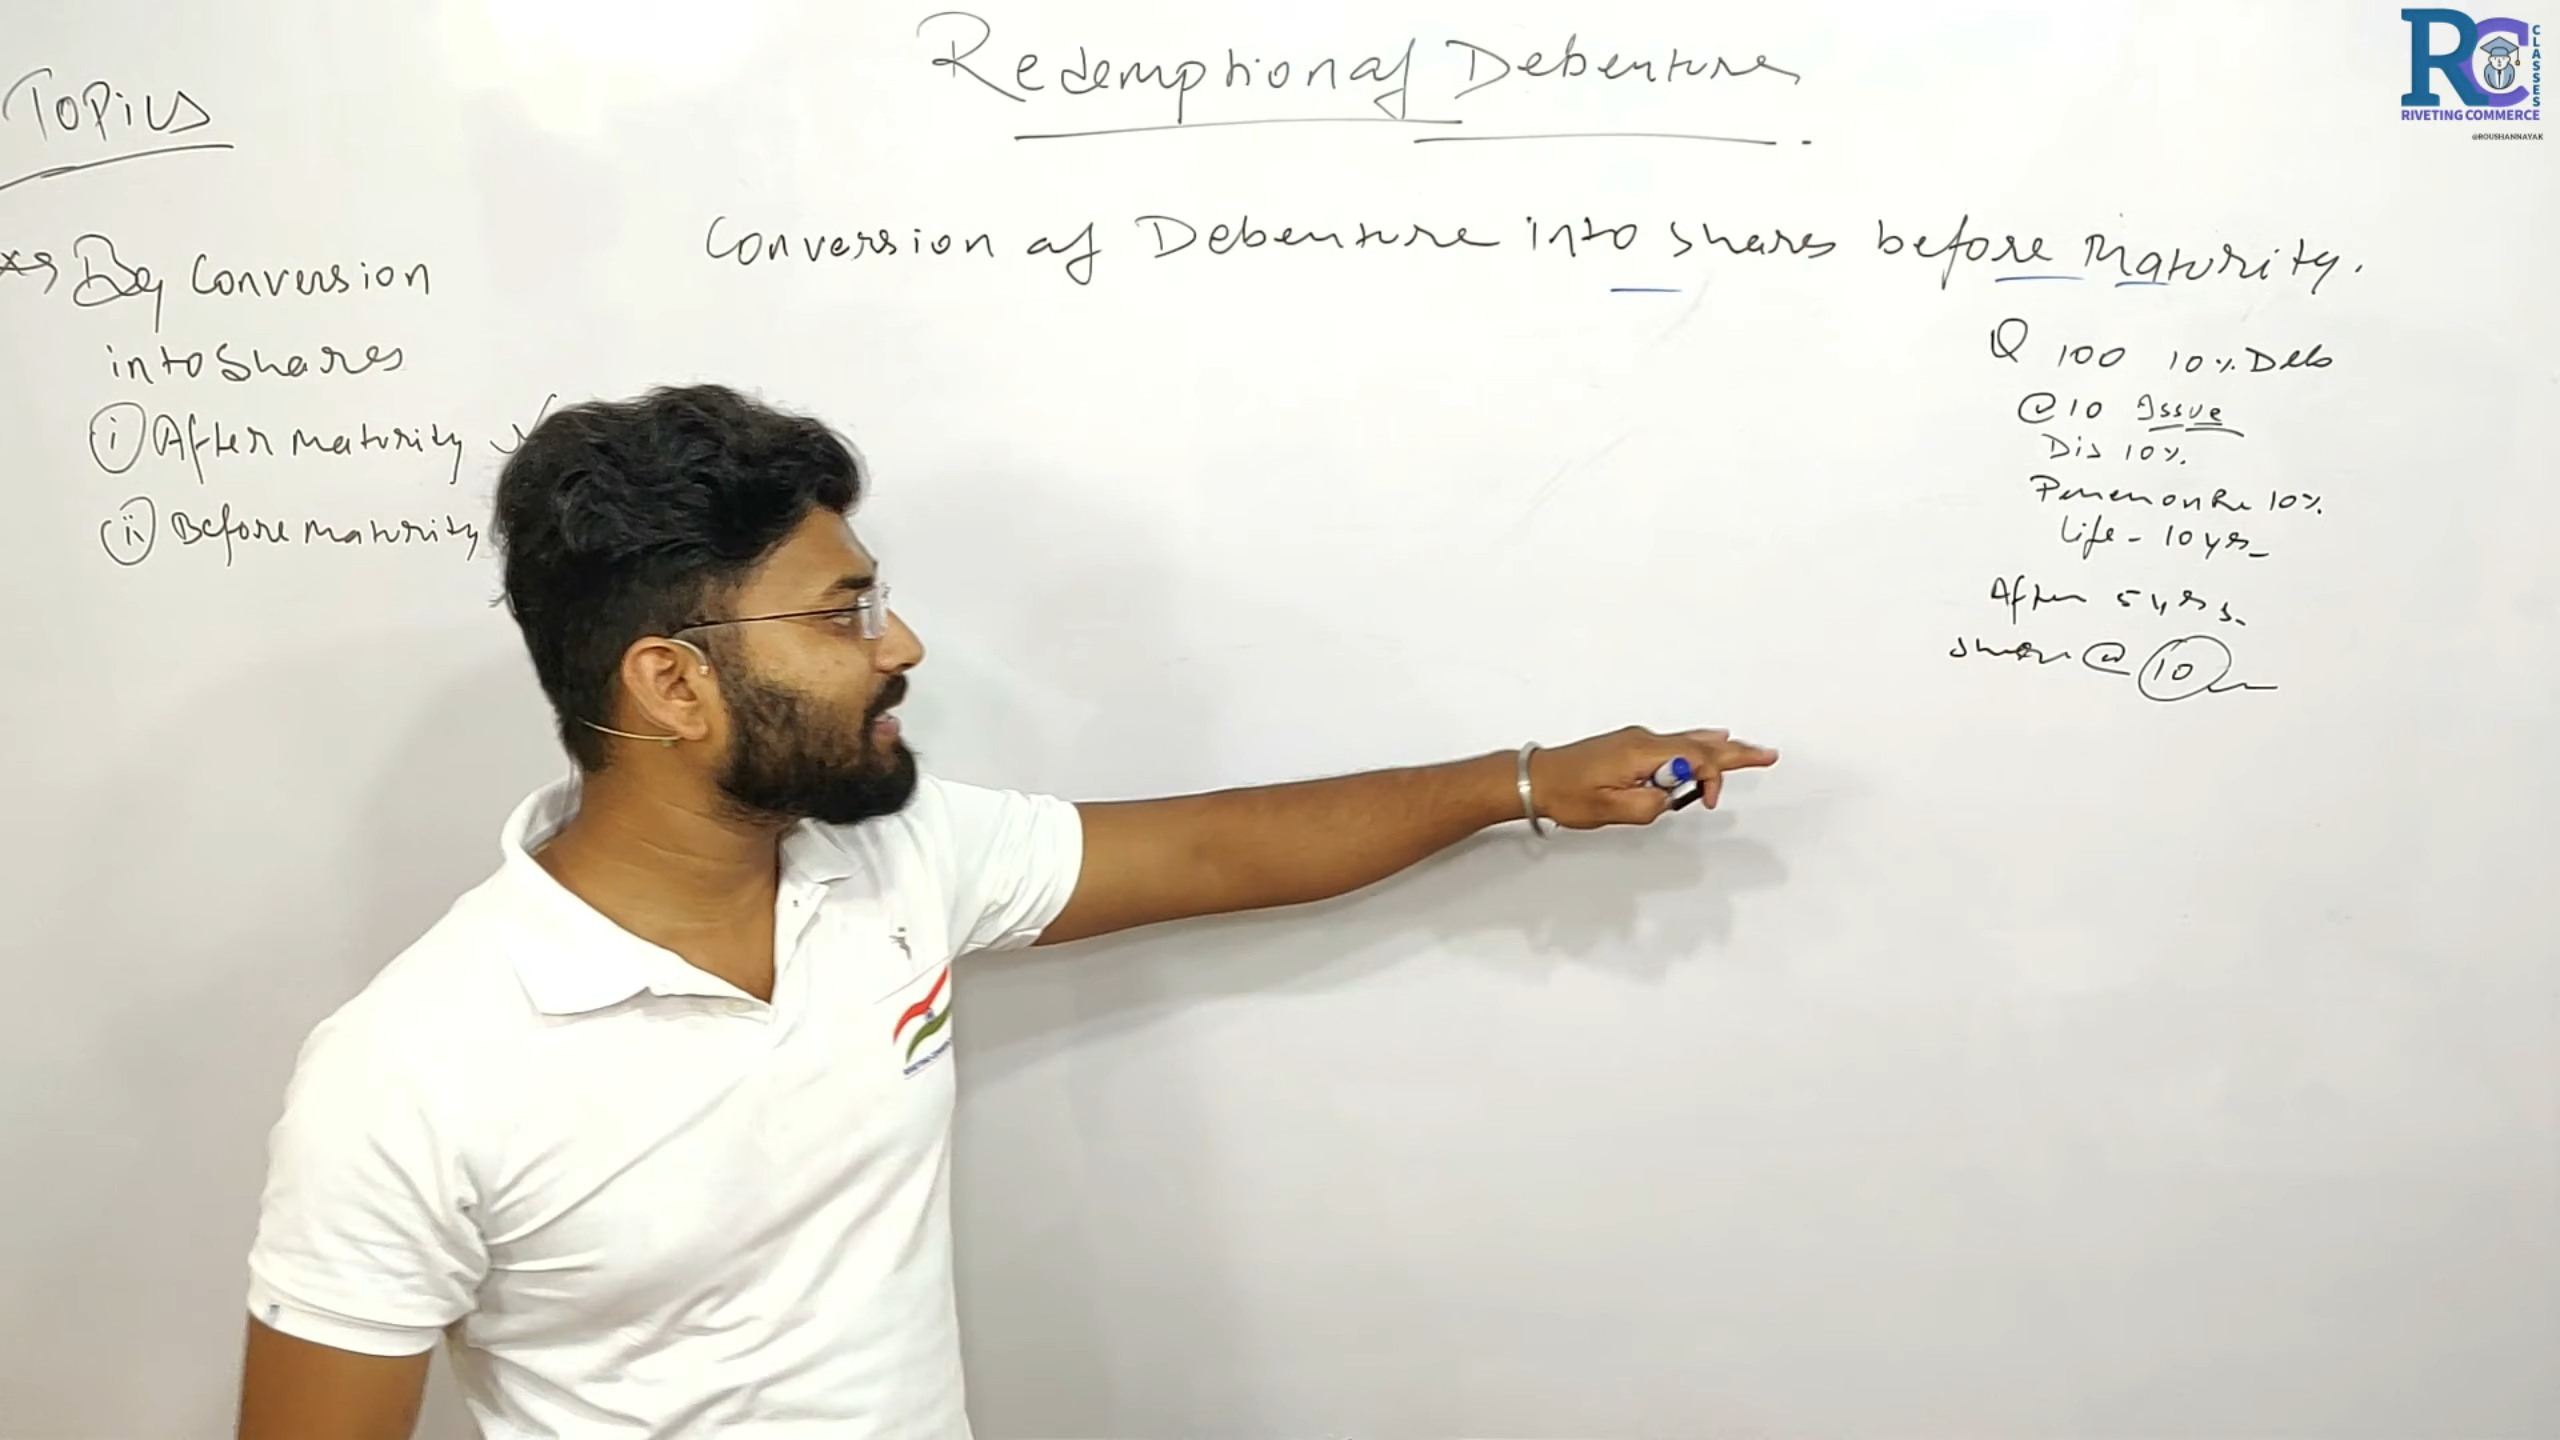 Redemption of Debenture
Topics
Conversion of Debenture into shares before Maturity.
*→ By Conversion
into Shares
(i) After maturity ✓
(ii) Before maturity
Q 100 10% Deb
@ 10 Issue
Dis 10%
Premem on Re 10%
Life - 10 yrs
After 5 yrs
share @ 10
RC CLASSES
RIVETING COMMERCE
@ROUSHANNAYAK